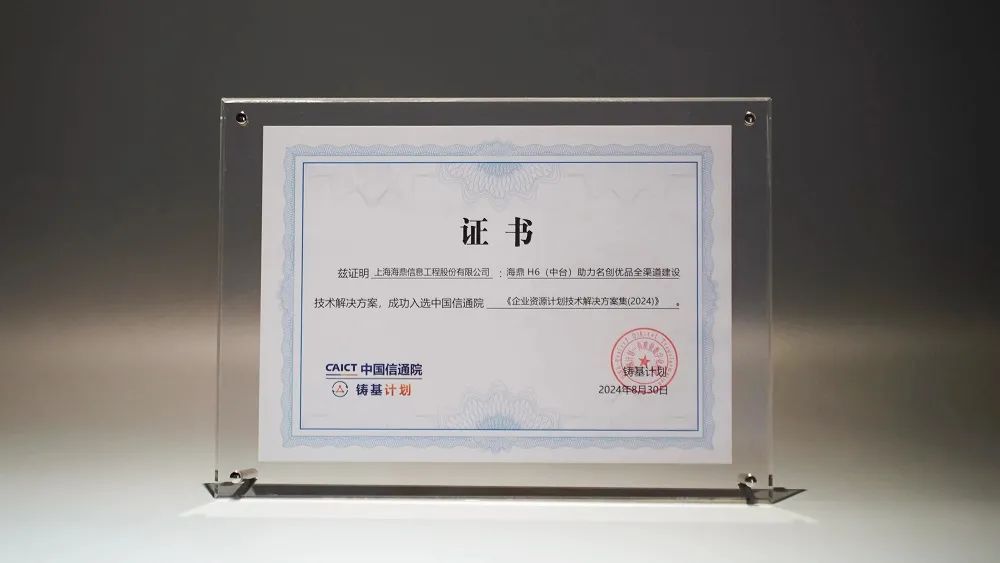 证书
兹证明 上海海鼎信息工程股份有限公司 ：海鼎 H6（中台）助力名创优品全渠道建设
技术解决方案，成功入选中国信通院 《企业资源计划技术解决方案集(2024)》 。
CAICT 中国信通院
铸基计划
铸基计划
2024年8月30日